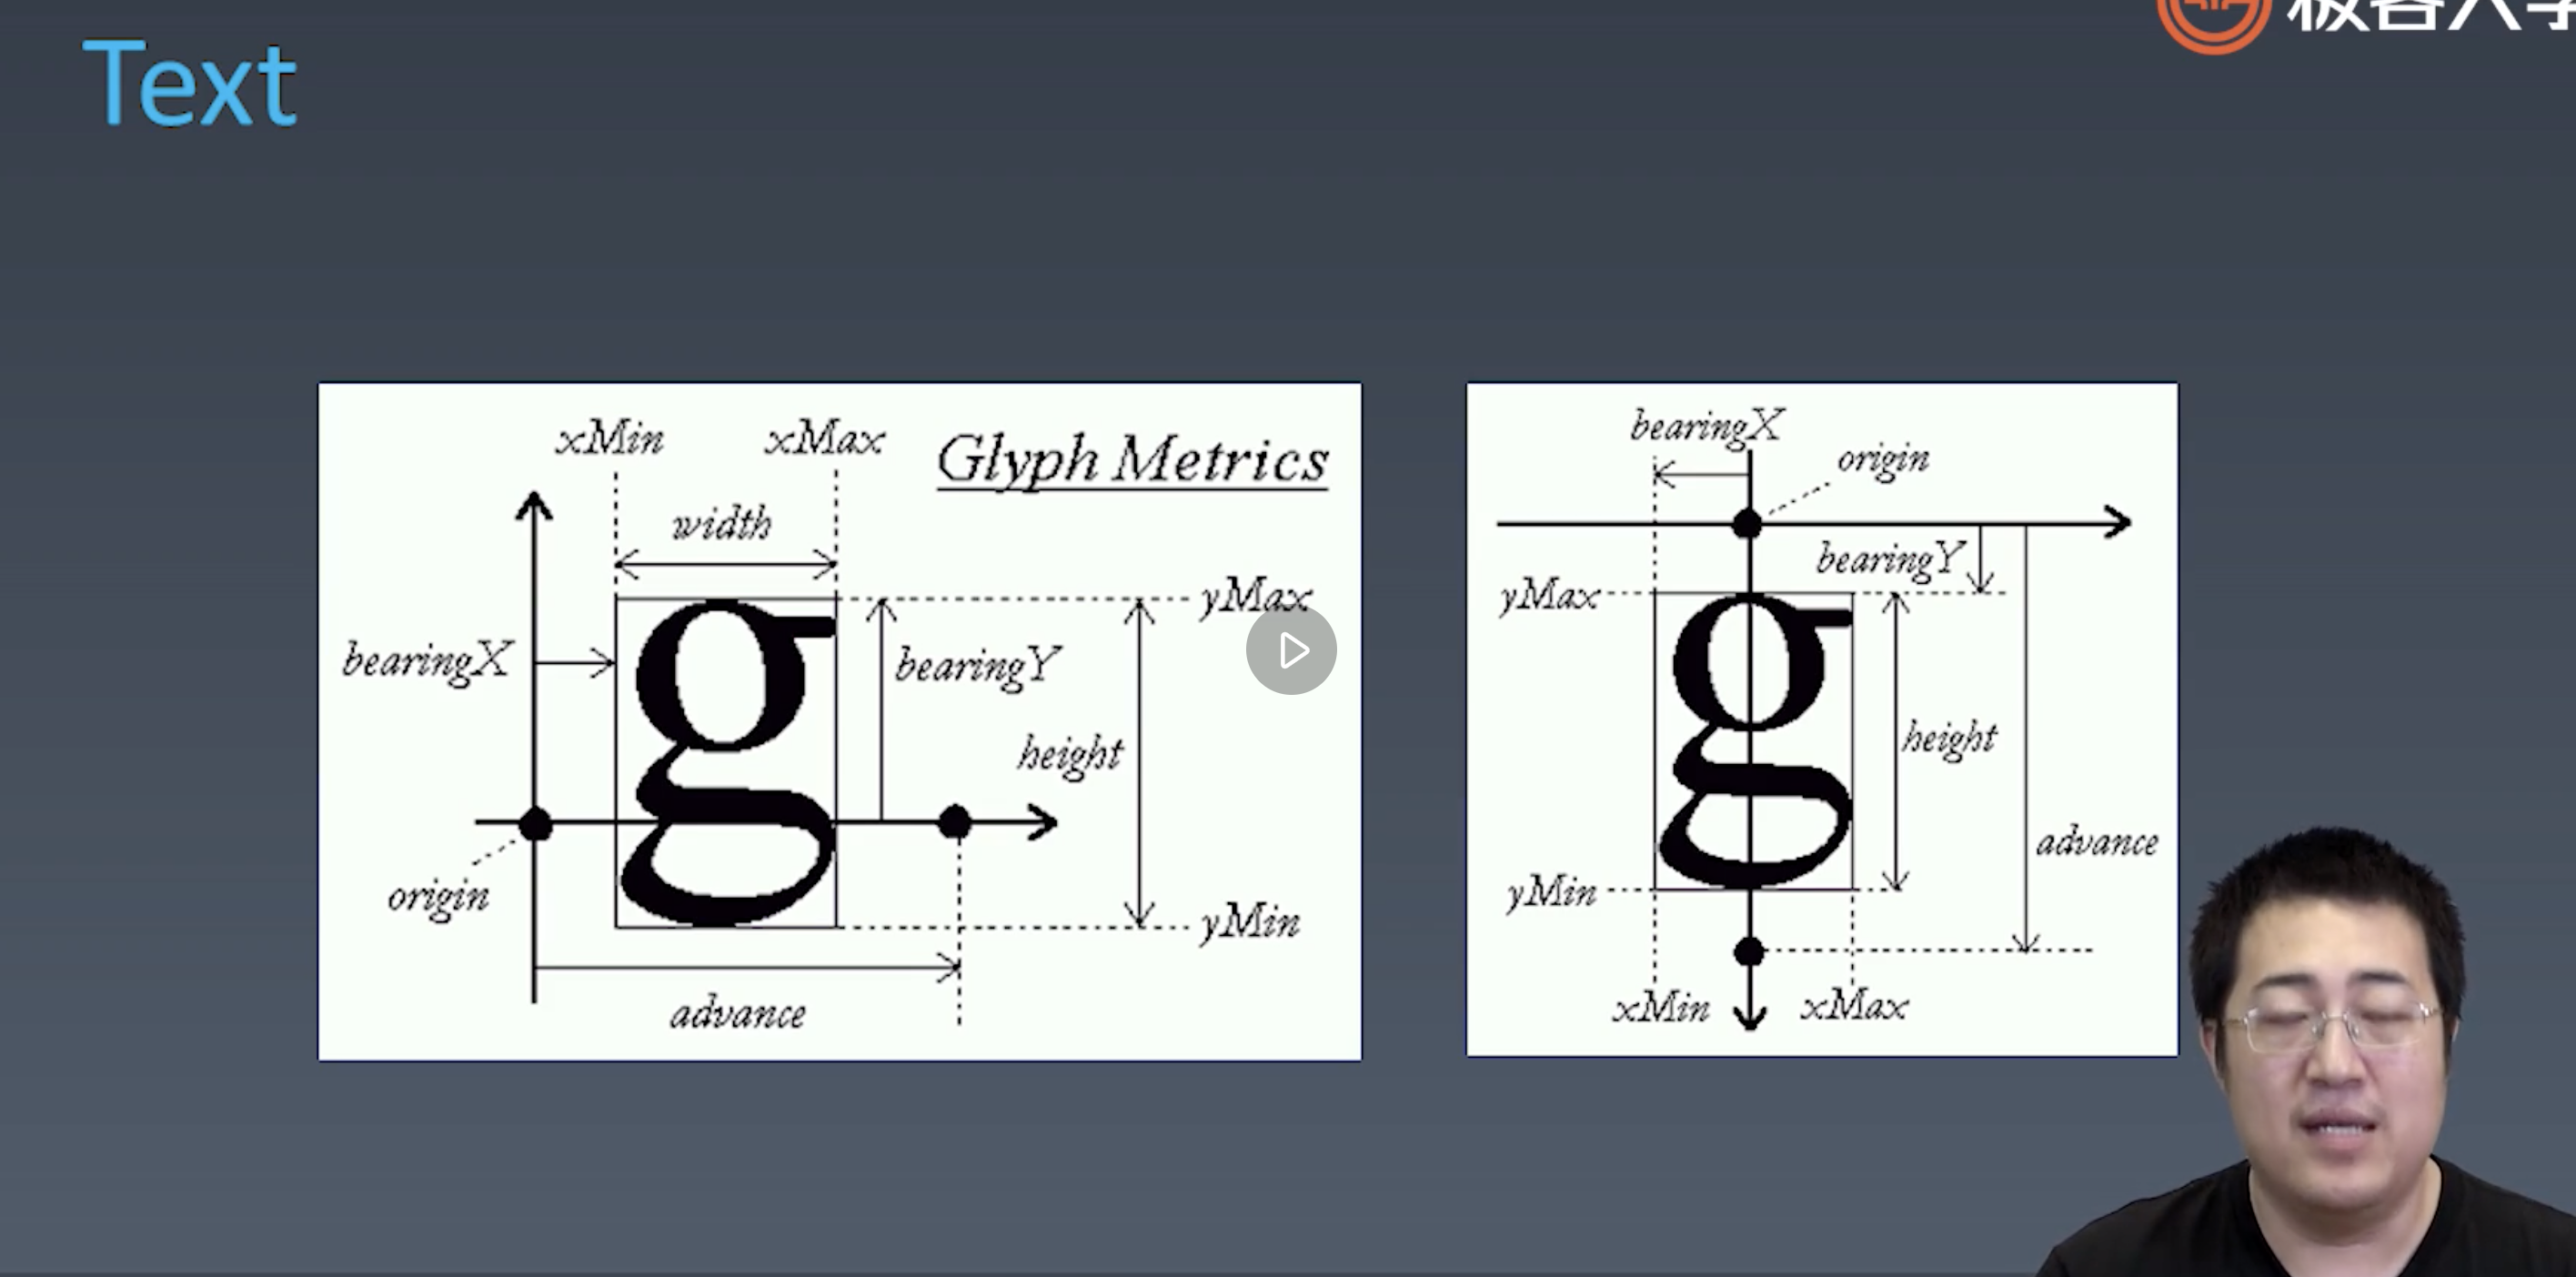 Text
xMin
xMax
Glyph Metrics
width
yMax
bearingX
bearingY
height
origin
yMin
advance
bearingX
origin
bearingY
yMax
height
advance
yMin
xMin
xMax